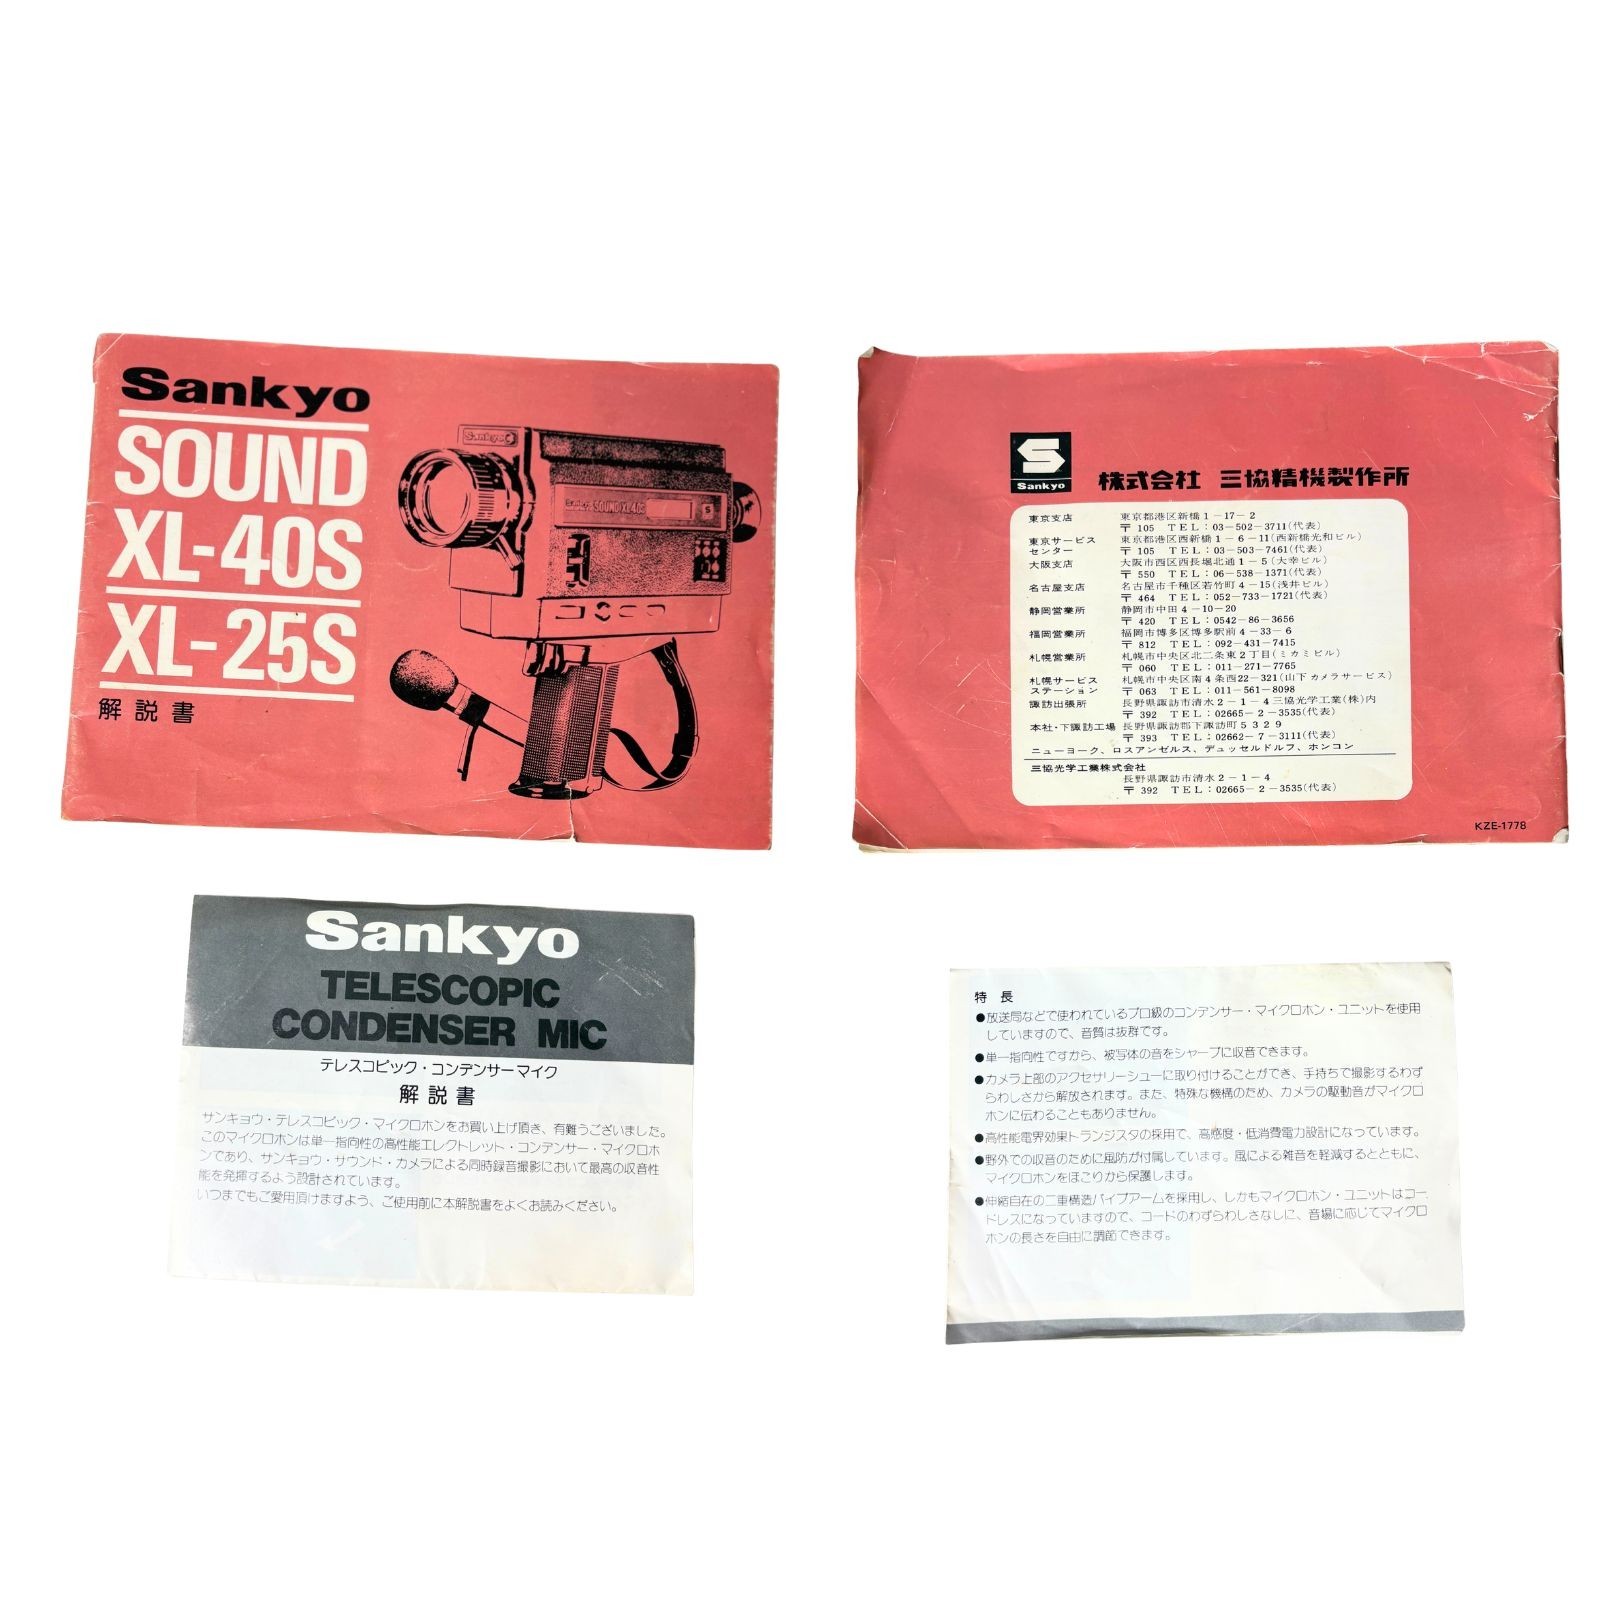 Sankyo
SOUND
XL-40S
XL-25S
解説書
Sankyo
Sankyo SOUND XL40S
S
Sankyo
株式会社 三協精機製作所
東京支店 東京都港区新橋1-17-2
〒105 TEL:03-502-3711(代表)
東京サービスセンター 東京都港区西新橋1-6-11(西新橋光和ビル)
〒105 TEL:03-503-7461(代表)
大阪支店 大阪市西区西長堀北通1-5(大幸ビル)
〒550 TEL:06-538-1371(代表)
名古屋支店 名古屋市千種区若竹町4-15(浅井ビル)
〒464 TEL:052-733-1721(代表)
静岡営業所 静岡市中田4-10-20
〒420 TEL:0542-86-3656
福岡営業所 福岡市博多区博多駅前4-33-6
〒812 TEL:092-431-7415
札幌営業所 札幌市中央区北二条東2丁目(ミカミビル)
〒060 TEL:011-271-7765
札幌サービスステーション 札幌市中央区南4条西22-321(山下カメラサービス)
〒063 TEL:011-561-8098
諏訪出張所 長野県諏訪市清水2-1-4三協光学工業(株)内
〒392 TEL:02665-2-3535(代表)
本社・下諏訪工場 長野県諏訪郡下諏訪町5329
〒393 TEL:02662-7-3111(代表)
ニューヨーク、ロスアンゼルス、デュッセルドルフ、ホンコン
三協光学工業株式会社
長野県諏訪市清水2-1-4
〒392 TEL:02665-2-3535(代表)
KZE-1778
Sankyo
TELESCOPIC
CONDENSER MIC
テレスコピック・コンデンサーマイク
解説書
サンキョウ・テレスコピック・マイクロホンをお買い上げ頂き、有難うございました。
このマイクロホンは単一指向性の高性能エレクトレット・コンデンサー・マイクロホ
ンであり、サンキョウ・サウンド・カメラによる同時録音撮影において最高の収音性
能を発揮するよう設計されています。
いつまでもご愛用頂けますよう、ご使用前に本解説書をよくお読みください。
特長
●放送局などで使われているプロ級のコンデンサー・マイクロホン・ユニットを使用
していますので、音質は抜群です。
●単一指向性ですから、被写体の音をシャープに収音できます。
●カメラ上部のアクセサリーシューに取り付けることができ、手持ちで撮影するわず
らわしさから解放されます。また、特殊な機構のため、カメラの駆動音がマイクロ
ホンに伝わることもありません。
●高性能電界効果トランジスタの採用で、高感度・低消費電力設計になっています。
●野外での収音のために風防が付属しています。風による雑音を軽減するとともに、
マイクロホンをほこりから保護します。
●伸縮自在の二重構造パイプアームを採用し、しかもマイクロホン・ユニットはコー
ドレスになっていますので、コードのわずらわしさなしに、音場に応じてマイクロ
ホンの長さを自由に調節できます。